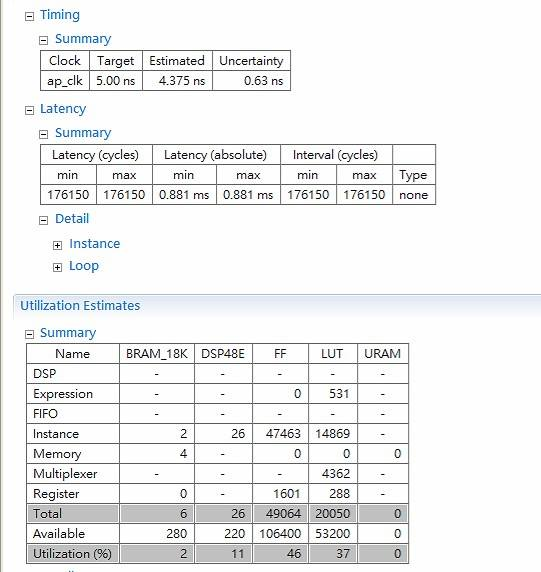 Timing
Summary
Clock Target Estimated Uncertainty
ap_clk 5.00 ns 4.375 ns 0.63 ns
Latency
Summary
Latency (cycles) Latency (absolute) Interval (cycles)
min max min max min max Type
176150 176150 0.881 ms 0.881 ms 176150 176150 none
Detail
Instance
Loop
Utilization Estimates
Summary
Name BRAM_18K DSP48E FF LUT URAM
DSP - - - - -
Expression - - 0 531 -
FIFO - - - - -
Instance 2 26 47463 14869 -
Memory 4 - 0 0 0
Multiplexer - - - 4362 -
Register 0 - 1601 288 -
Total 6 26 49064 20050 0
Available 280 220 106400 53200 0
Utilization (%) 2 11 46 37 0